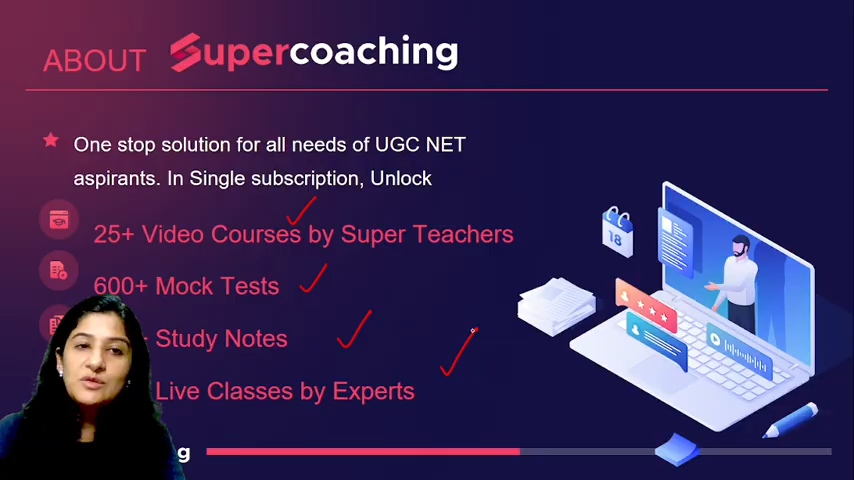 ABOUT Supercoaching
One stop solution for all needs of UGC NET
aspirants. In Single subscription, Unlock
25+ Video Courses by Super Teachers
600+ Mock Tests
Study Notes
Live Classes by Experts
18
g